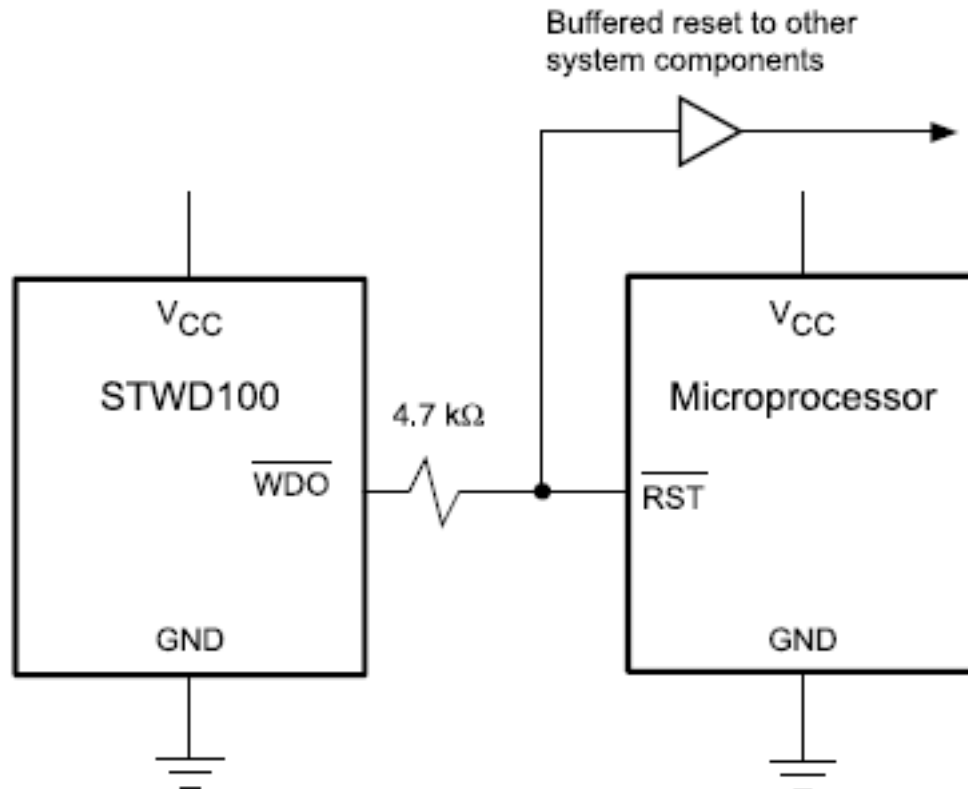 Buffered reset to other
system components
VCC
STWD100
WDO
GND
4.7 kΩ
VCC
Microprocessor
RST
GND